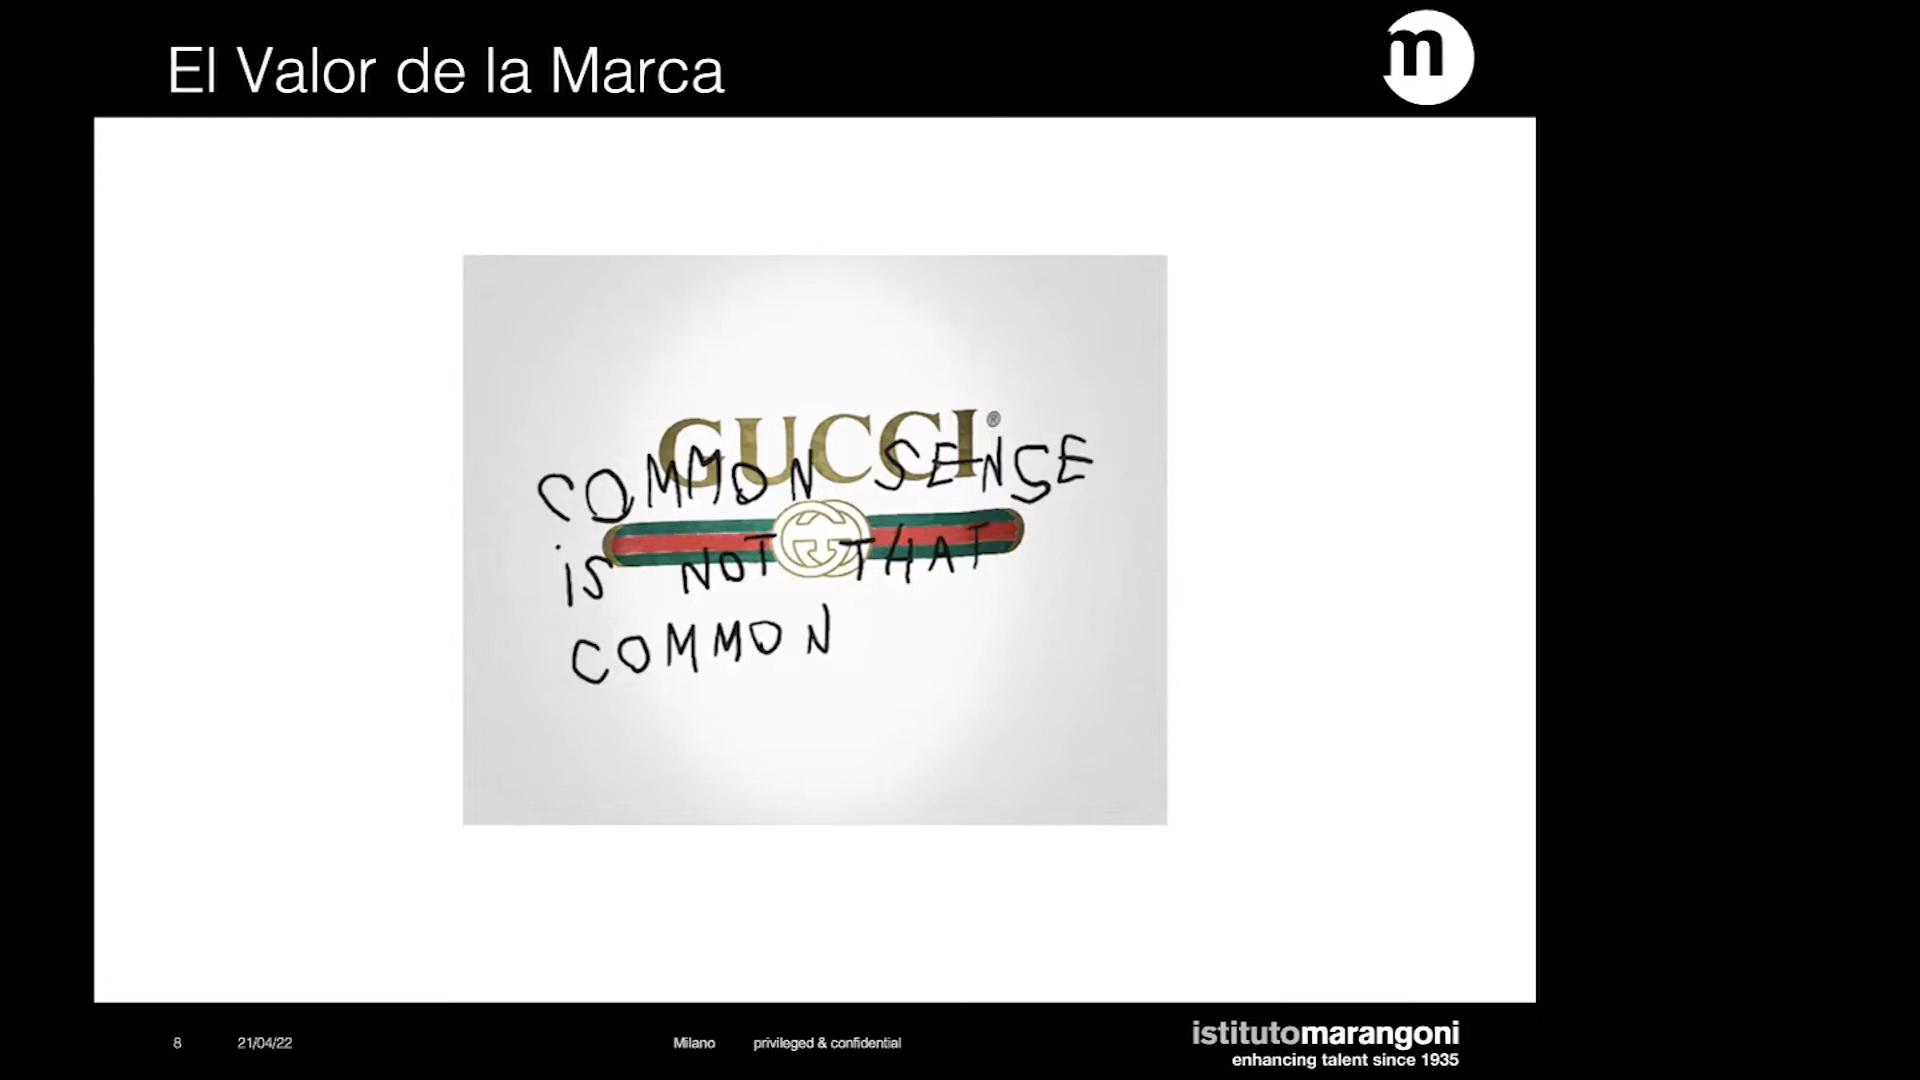 El Valor de la Marca
m
GUCCI®
COMMON SENSE
iS NOT THAT
COMMON
8 21/04/22 Milano privileged & confidential
istitutomarangoni
enhancing talent since 1935